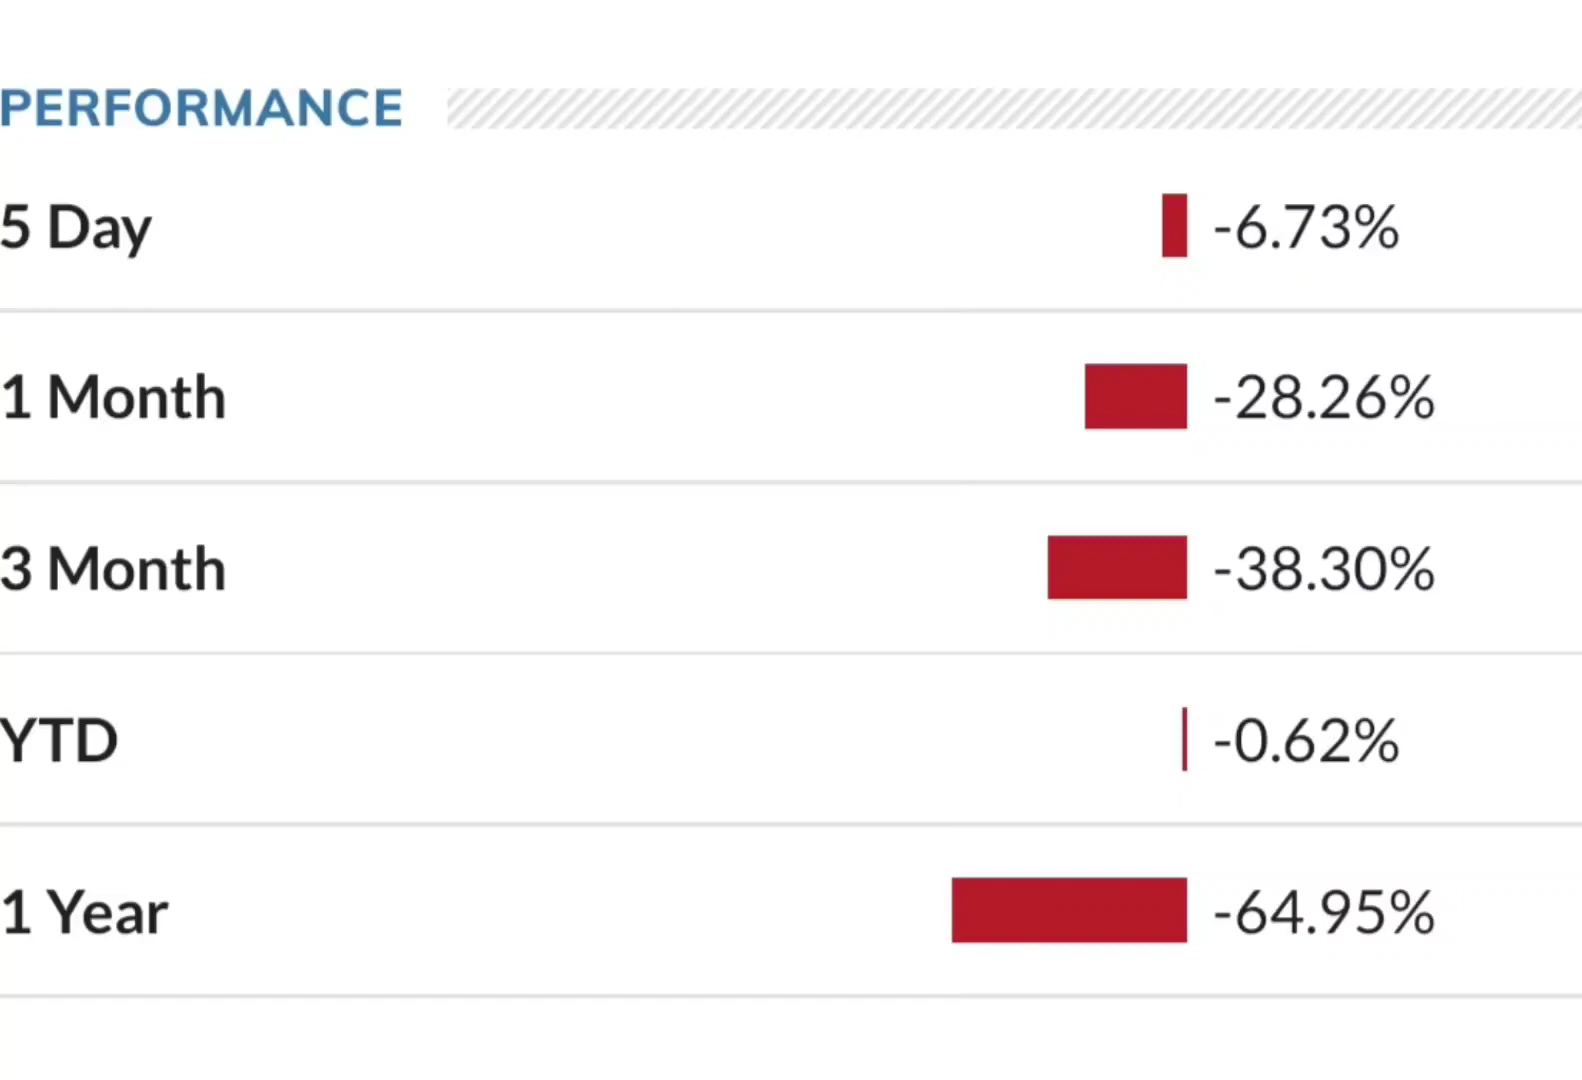 PERFORMANCE
5 Day -6.73%
1 Month -28.26%
3 Month -38.30%
YTD -0.62%
1 Year -64.95%